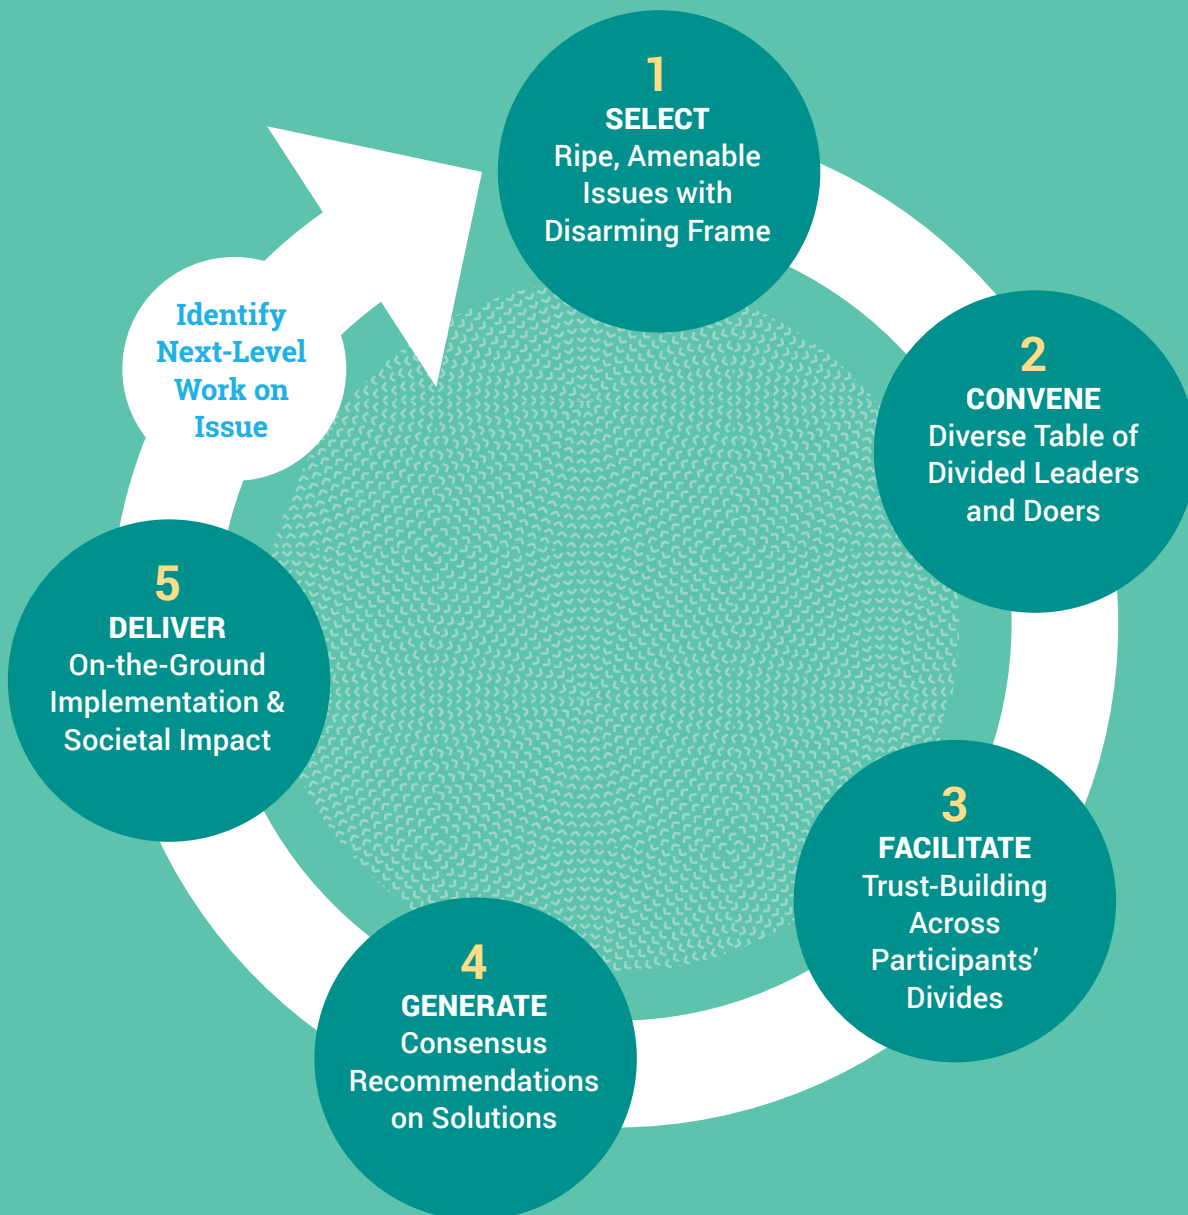 1
SELECT
Ripe, Amenable
Issues with
Disarming Frame
2
CONVENE
Diverse Table of
Divided Leaders
and Doers
3
FACILITATE
Trust-Building
Across
Participants’
Divides
4
GENERATE
Consensus
Recommendations
on Solutions
5
DELIVER
On-the-Ground
Implementation &
Societal Impact
Identify
Next-Level
Work on
Issue